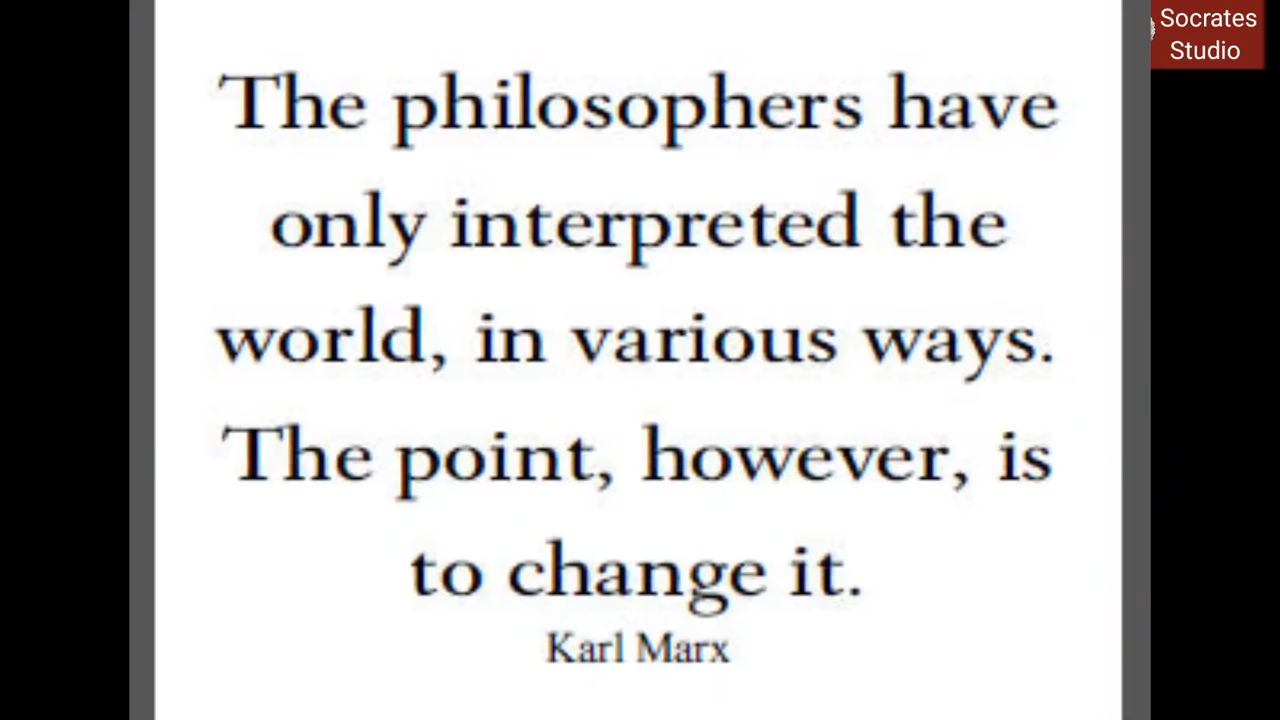 Socrates
Studio
The philosophers have
only interpreted the
world, in various ways.
The point, however, is
to change it.
Karl Marx